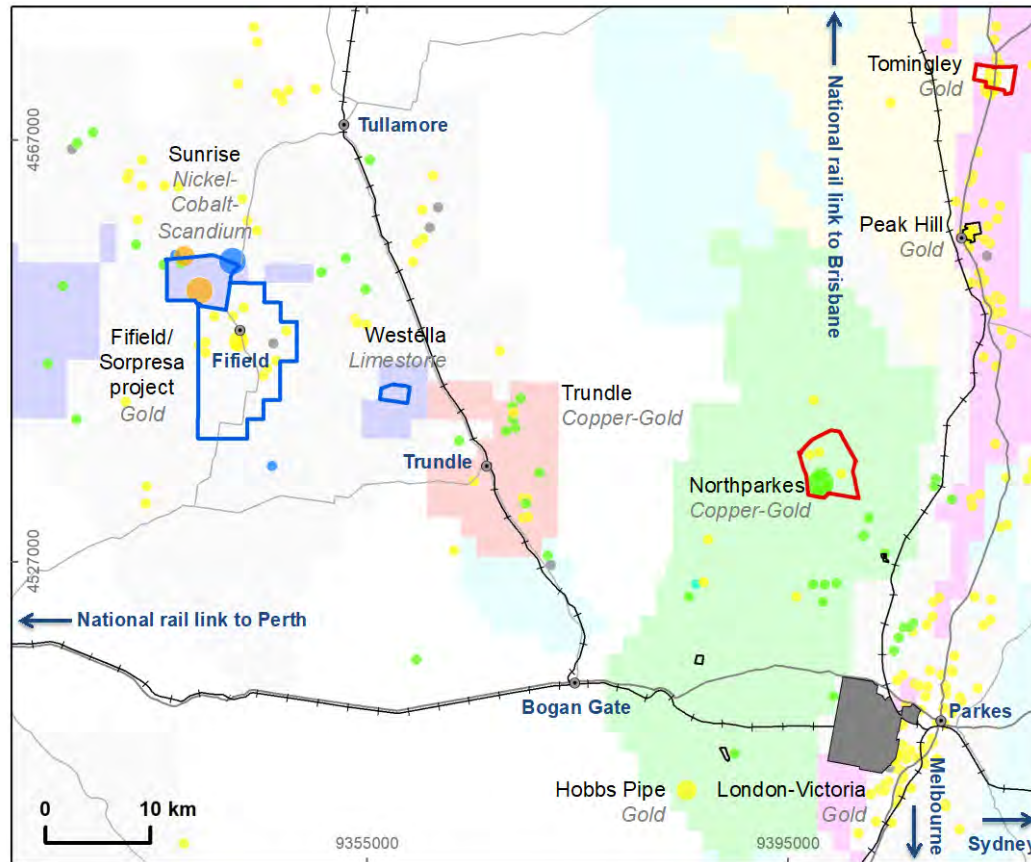 National rail link to Brisbane
Tomingley
Gold
Tullamore
4567000
Sunrise
Nickel-
Cobalt-
Scandium
Peak Hill
Gold
Fifield/
Sorpresa
project
Gold
Fifield
Westella
Limestone
Trundle
Copper-Gold
Trundle
Northparkes
Copper-Gold
4527000
National rail link to Perth
Bogan Gate
Parkes
Hobbs Pipe
Gold
London-Victoria
Gold
Melbourne
Sydney
0 10 km
9355000
9395000